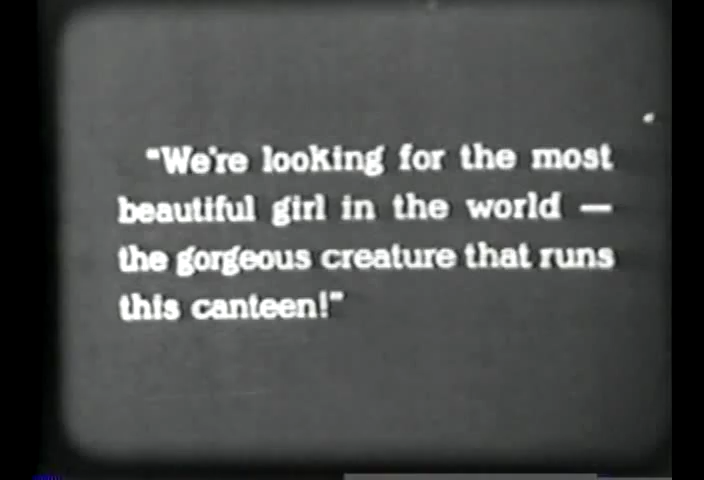 "We're looking for the most
beautiful girl in the world —
the gorgeous creature that runs
this canteen!"